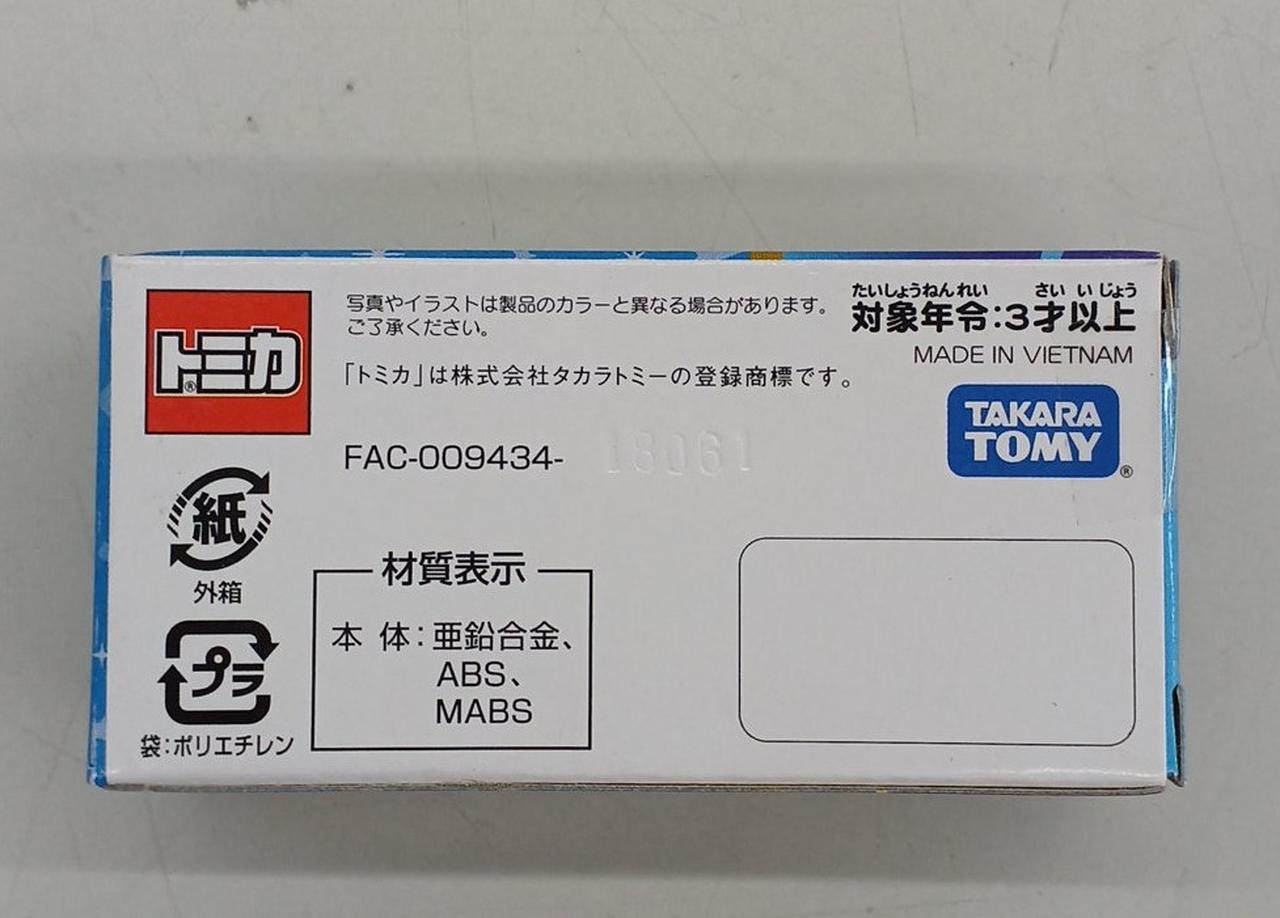 トミカ®
写真やイラストは製品のカラーと異なる場合があります。
ご了承ください。
「トミカ」は株式会社タカラトミーの登録商標です。
FAC-009434- 18061
たいしょうねんれい さい いじょう
対象年令:3才以上
MADE IN VIETNAM
TAKARA
TOMY®
紙
外箱
プラ
袋:ポリエチレン
材質表示
本 体:亜鉛合金、
ABS、
MABS